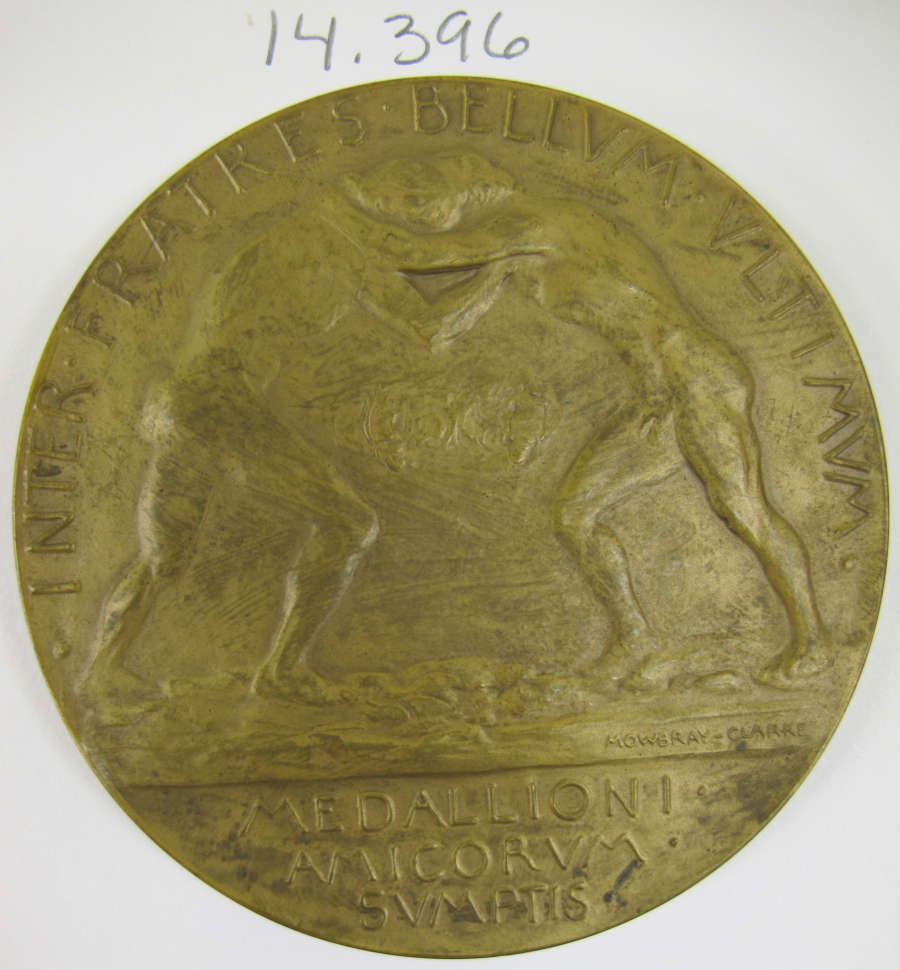 14.396
· INTER · FRATRES · BELLVM · VLTIMVM ·
MOWBRAY-CLARKE
MEDALLIONI ·
AMICORVM ·
SVMPTIS